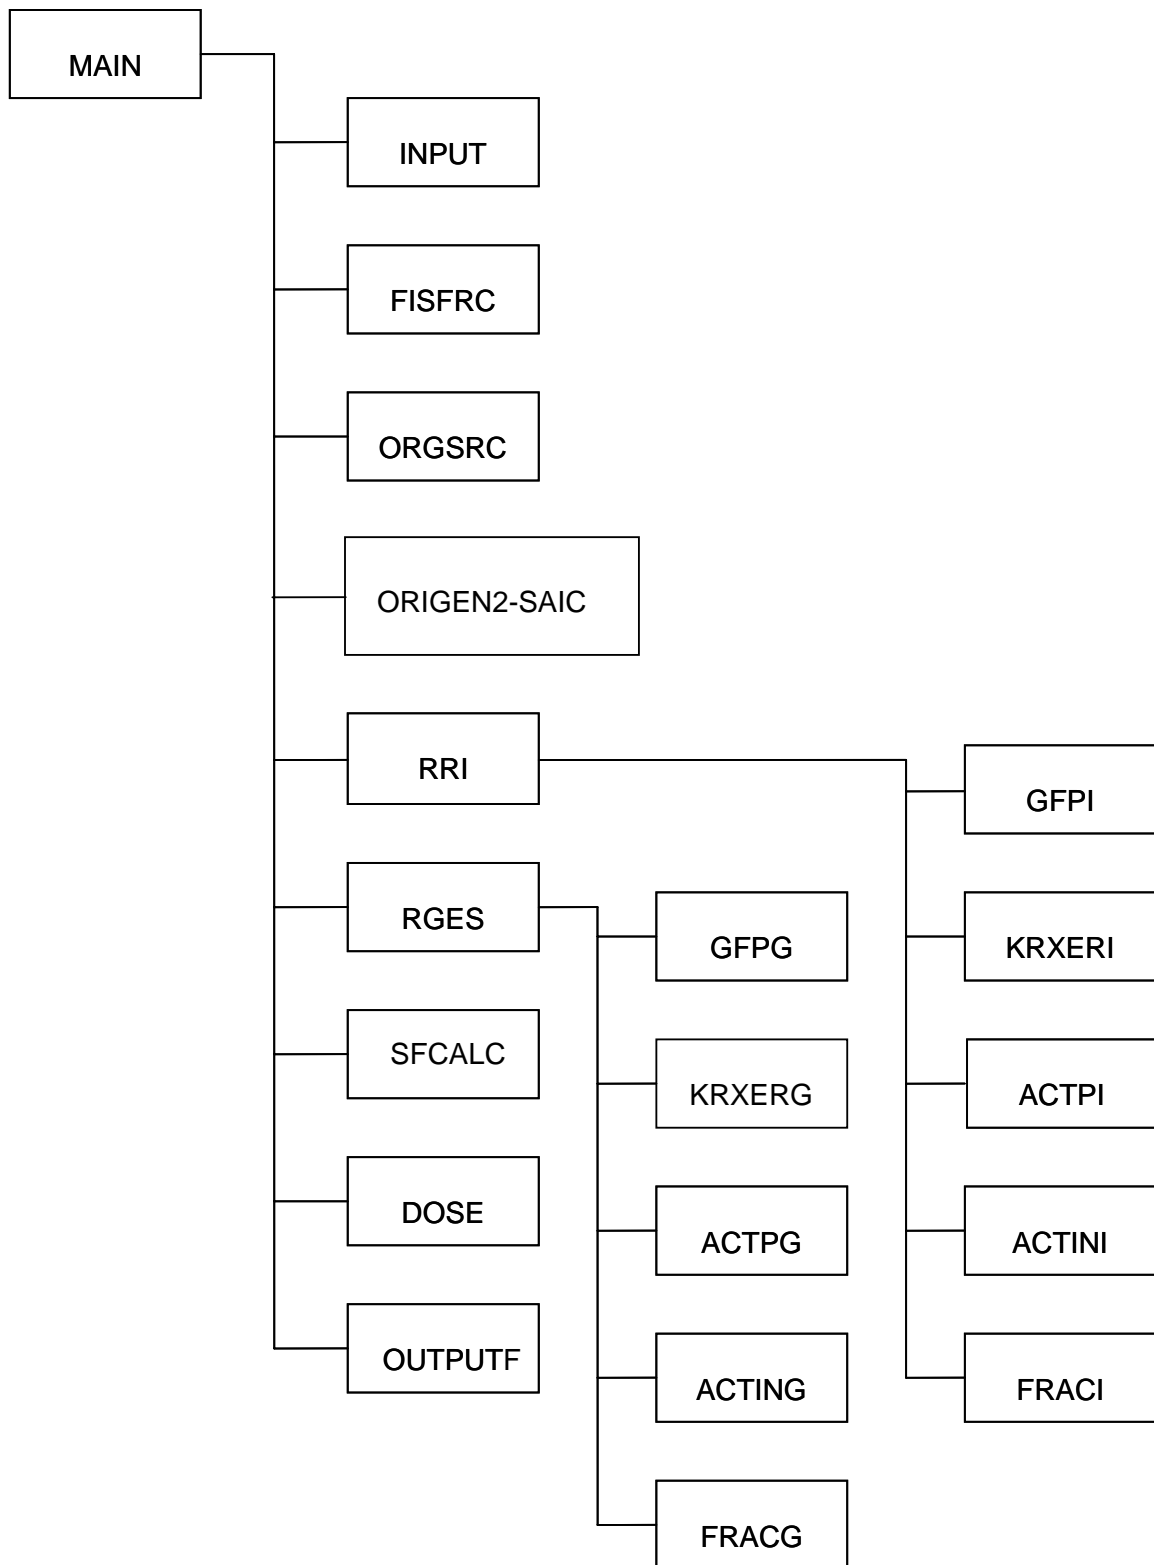 MAIN
INPUT
FISFRC
ORGSRC
ORIGEN2-SAIC
RRI
RGES
SFCALC
DOSE
OUTPUTF
GFPG
KRXERG
ACTPG
ACTING
FRACG
GFPI
KRXERI
ACTPI
ACTINI
FRACI